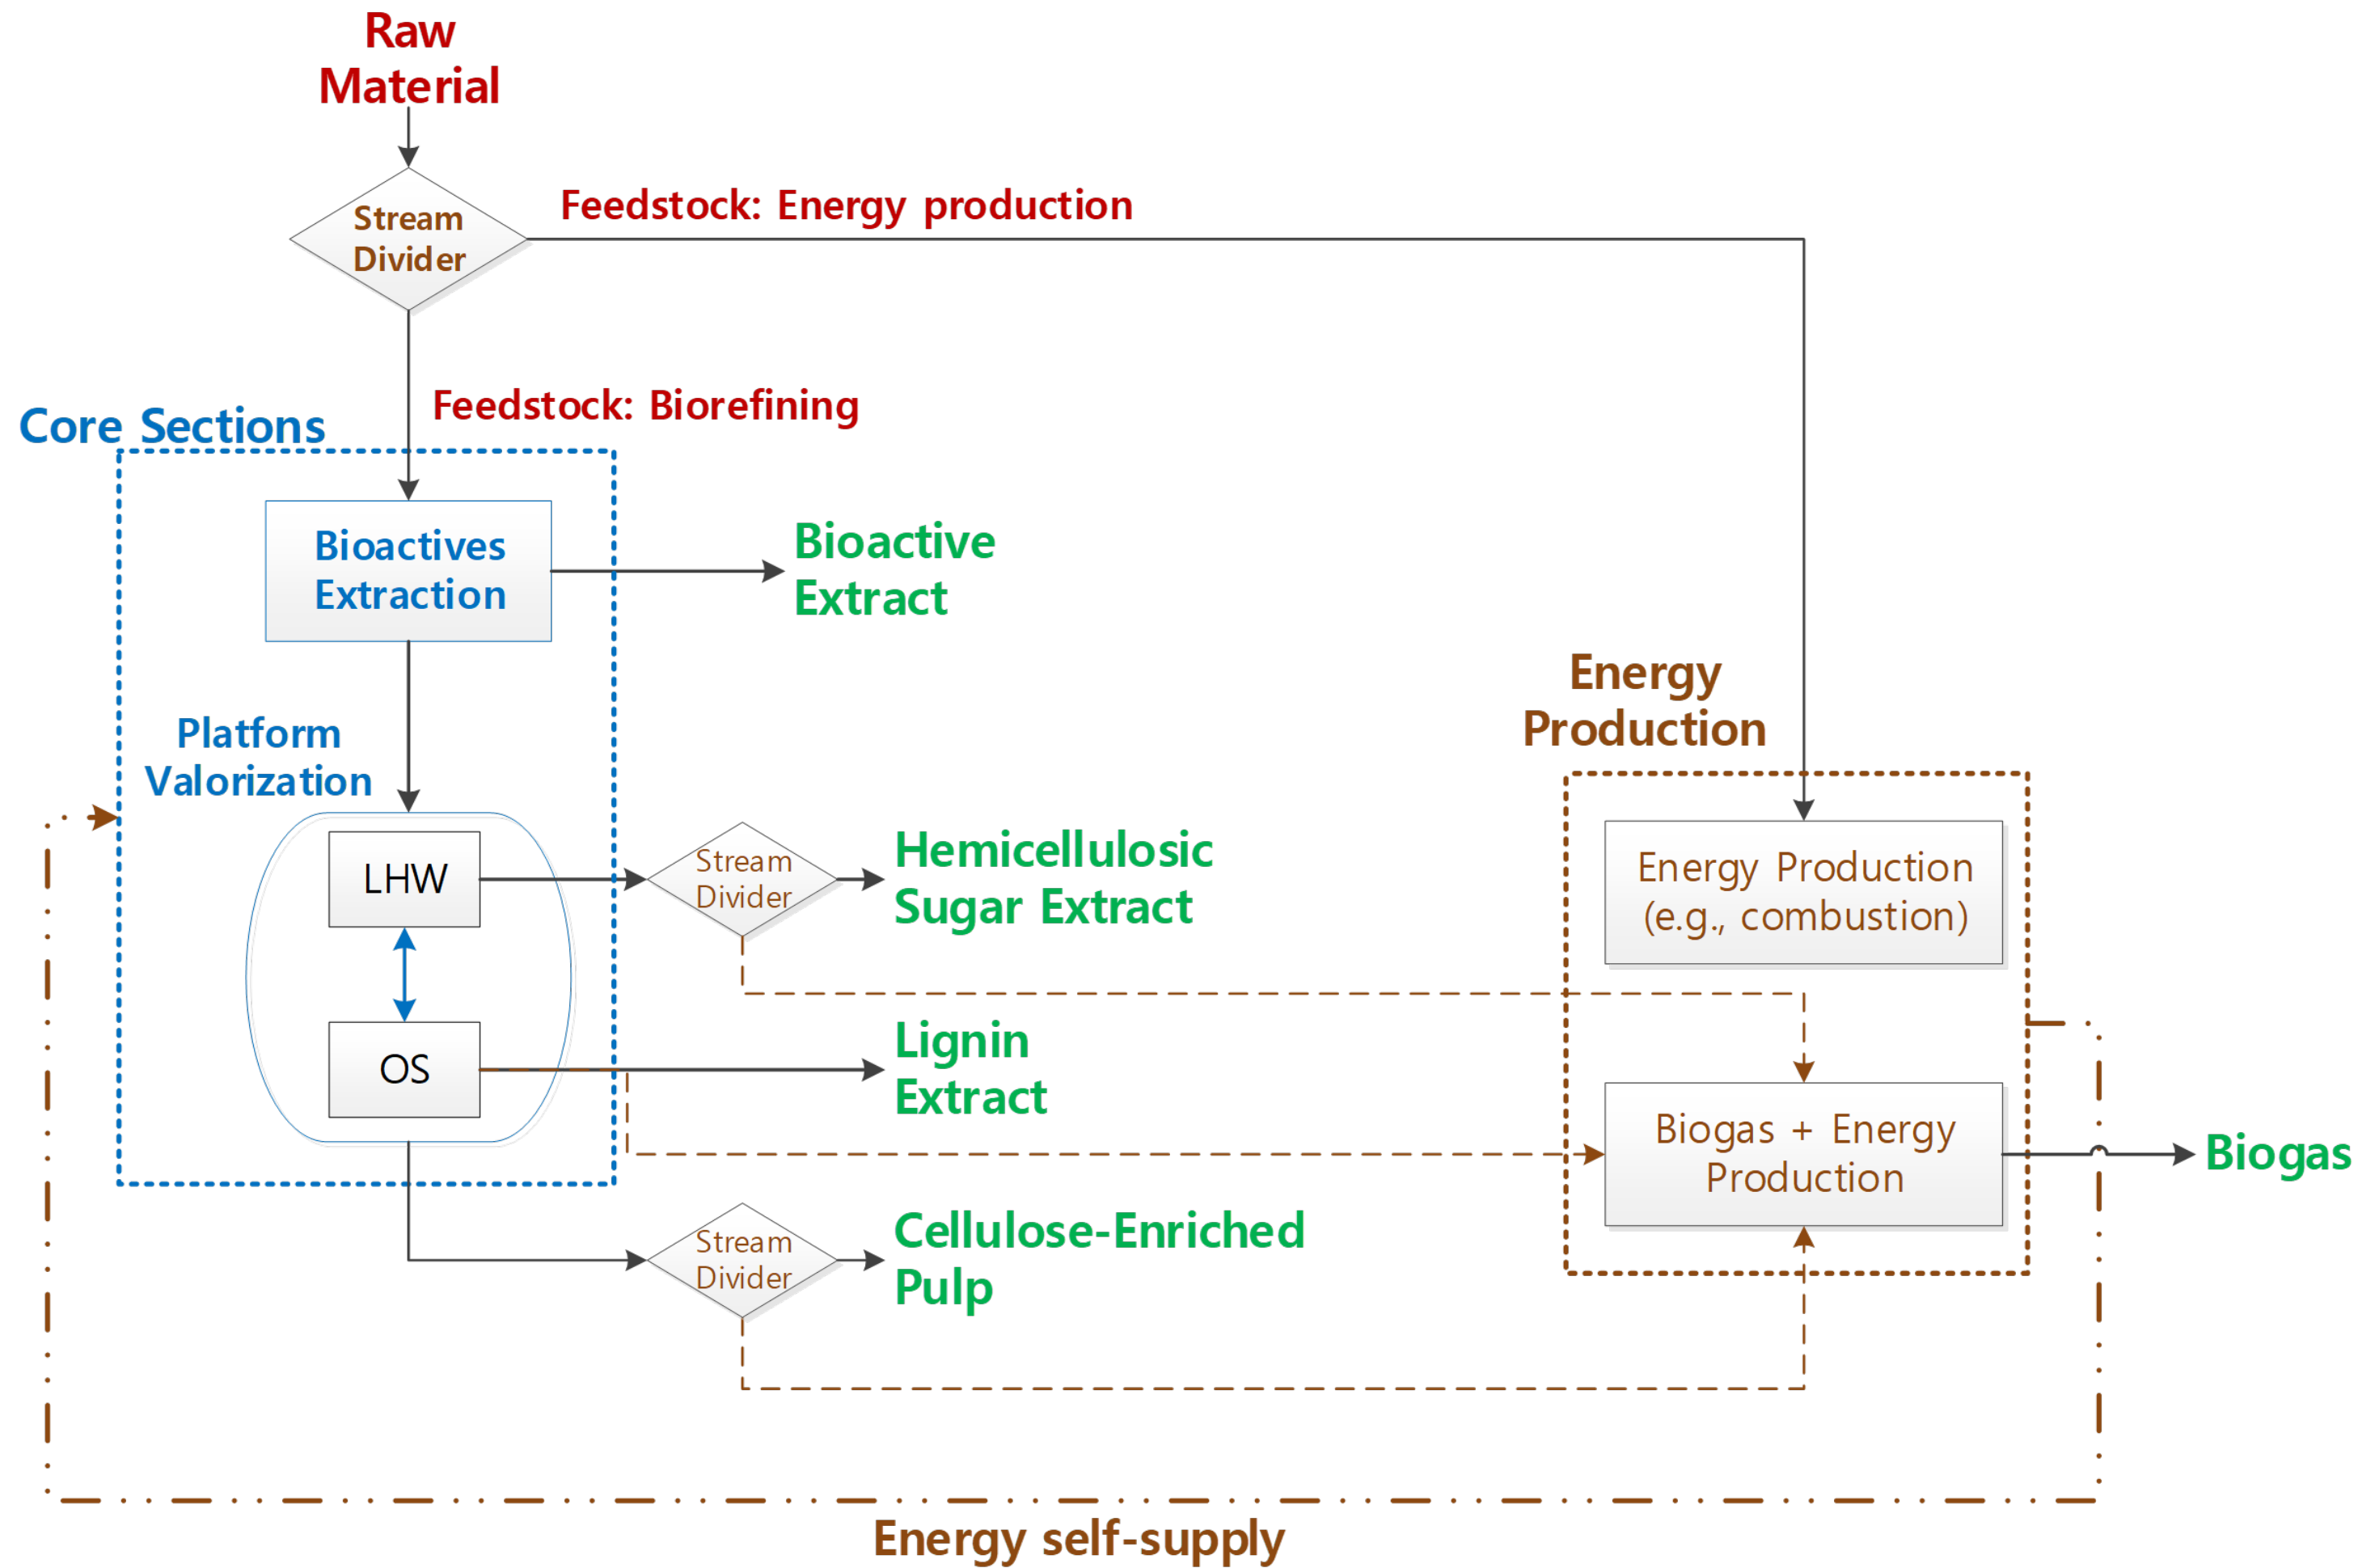 Raw
Material
Stream
Divider
Feedstock: Energy production
Feedstock: Biorefining
Core Sections
Bioactives
Extraction
Bioactive
Extract
Platform
Valorization
Energy
Production
LHW
Stream
Divider
Hemicellulosic
Sugar Extract
Energy Production
(e.g., combustion)
OS
Lignin
Extract
Biogas + Energy
Production
Biogas
Stream
Divider
Cellulose-Enriched
Pulp
Energy self-supply